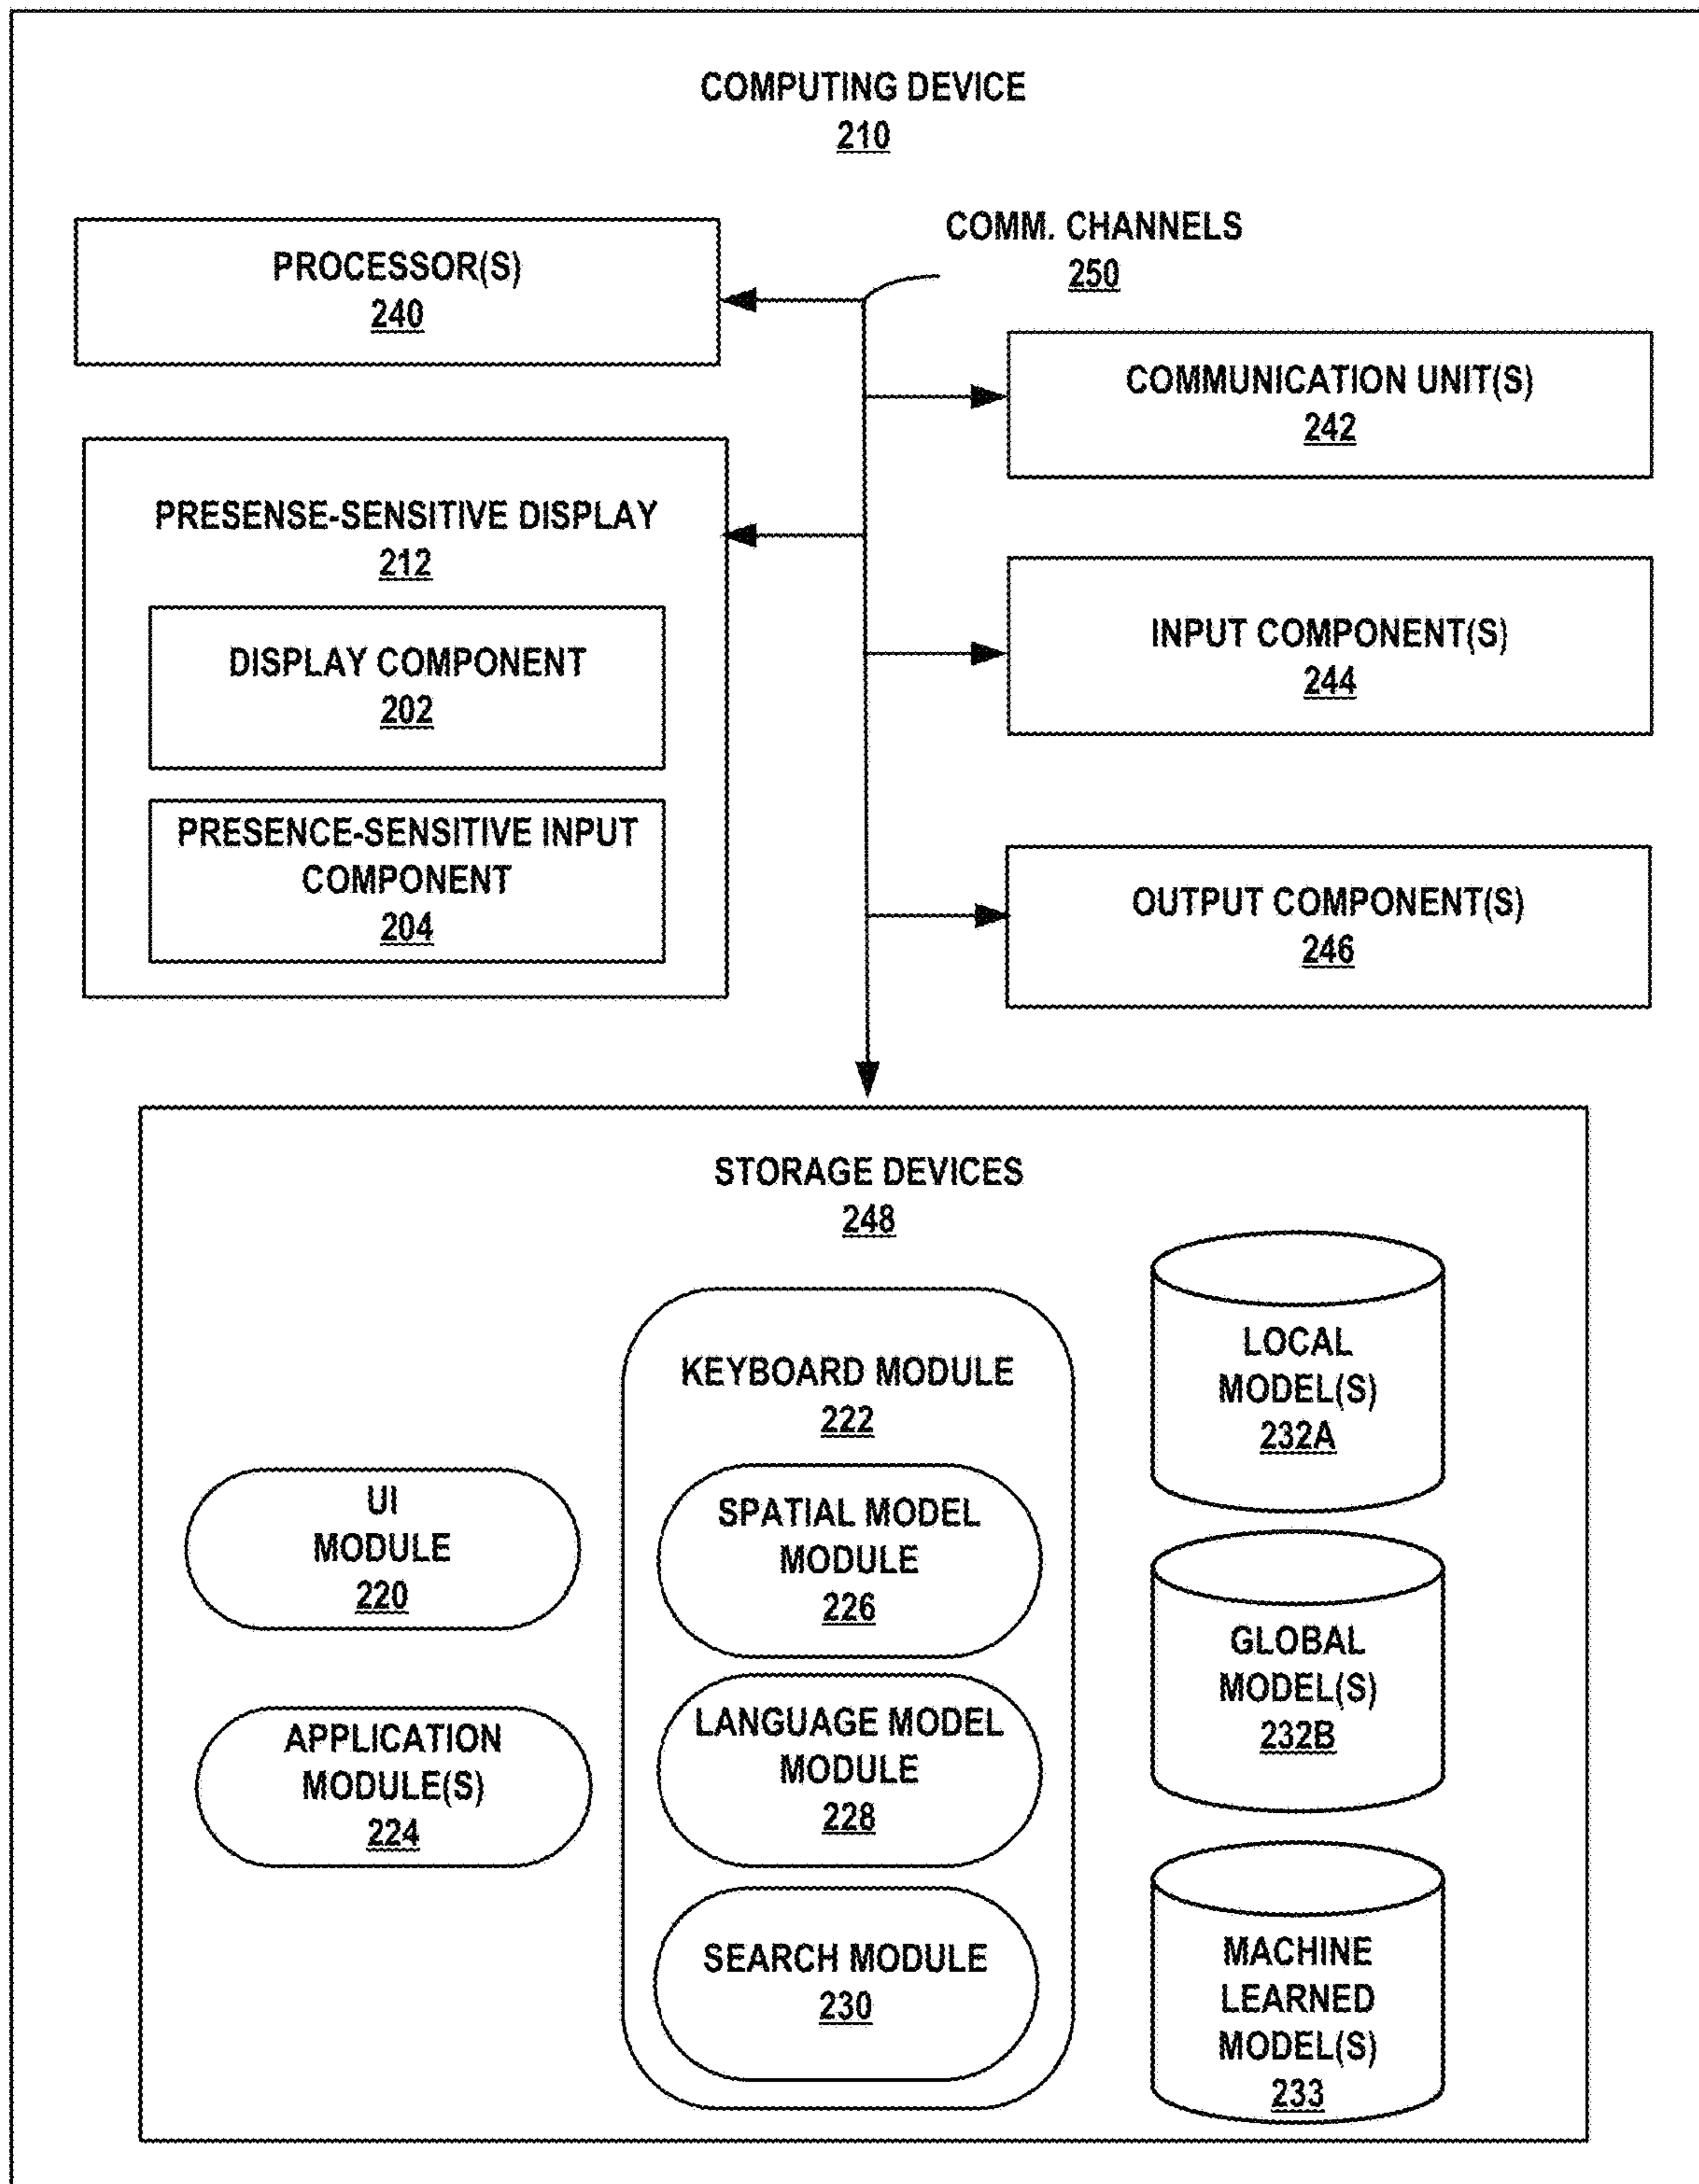 COMPUTING DEVICE
210
COMM. CHANNELS
250
PROCESSOR(S)
240
COMMUNICATION UNIT(S)
242
PRESENSE-SENSITIVE DISPLAY
212
DISPLAY COMPONENT
202
PRESENCE-SENSITIVE INPUT
COMPONENT
204
INPUT COMPONENT(S)
244
OUTPUT COMPONENT(S)
246
STORAGE DEVICES
248
UI
MODULE
220
APPLICATION
MODULE(S)
224
KEYBOARD MODULE
222
SPATIAL MODEL
MODULE
226
LANGUAGE MODEL
MODULE
228
SEARCH MODULE
230
LOCAL
MODEL(S)
232A
GLOBAL
MODEL(S)
232B
MACHINE
LEARNED
MODEL(S)
233